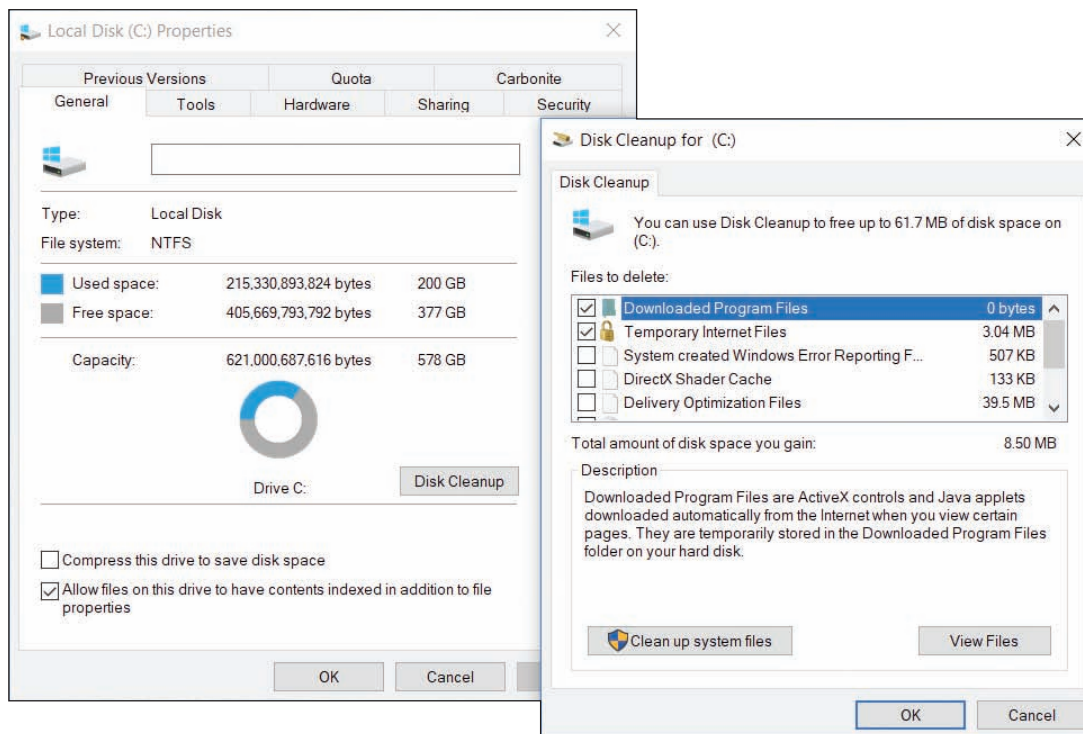 Local Disk (C:) Properties
Previous Versions Quota Carbonite
General Tools Hardware Sharing Security
Type: Local Disk
File system: NTFS
Used space: 215,330,893,824 bytes 200 GB
Free space: 405,669,793,792 bytes 377 GB
Capacity: 621,000,687,616 bytes 578 GB
Drive C:
Disk Cleanup
Compress this drive to save disk space
Allow files on this drive to have contents indexed in addition to file
properties
OK Cancel
Disk Cleanup for (C:)
Disk Cleanup
You can use Disk Cleanup to free up to 61.7 MB of disk space on
(C:).
Files to delete:
Downloaded Program Files 0 bytes
Temporary Internet Files 3.04 MB
System created Windows Error Reporting F...  507 KB
DirectX Shader Cache 133 KB
Delivery Optimization Files 39.5 MB
Total amount of disk space you gain: 8.50 MB
Description
Downloaded Program Files are ActiveX controls and Java applets
downloaded automatically from the Internet when you view certain
pages. They are temporarily stored in the Downloaded Program Files
folder on your hard disk.
Clean up system files View Files
OK Cancel